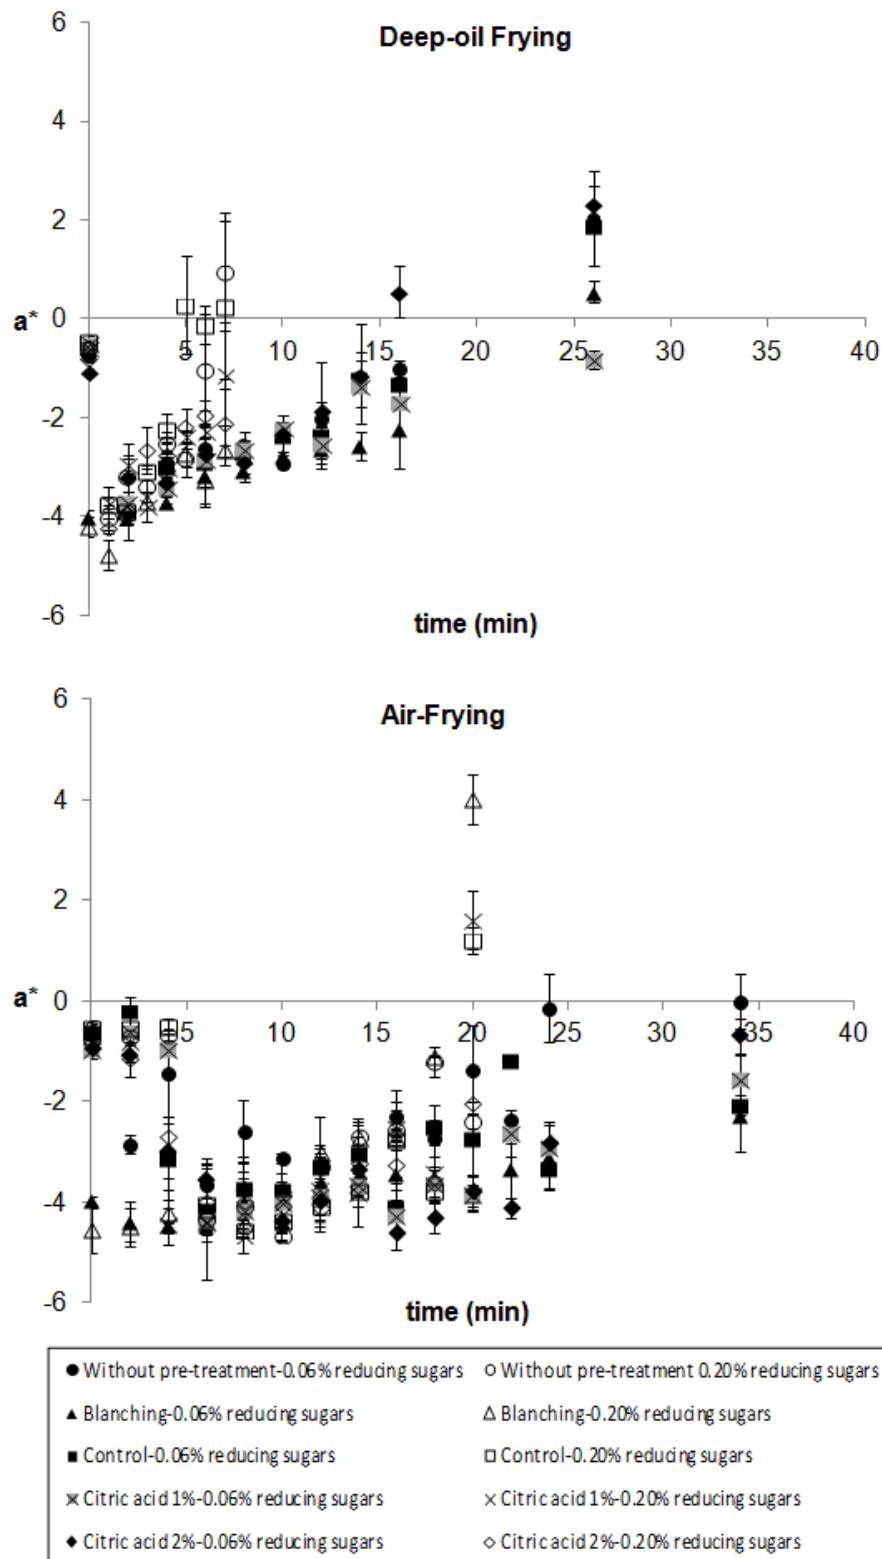 Deep-oil Frying
6
4
2
0
-2
-4
-6
a*
5 10 15 20 25 30 35 40
time (min)
Air-Frying
6
4
2
0
-2
-4
-6
a*
5 10 15 20 25 30 35 40
time (min)
Without pre-treatment-0.06% reducing sugars Without pre-treatment 0.20% reducing sugars
Blanching-0.06% reducing sugars Blanching-0.20% reducing sugars
Control-0.06% reducing sugars Control-0.20% reducing sugars
Citric acid 1%-0.06% reducing sugars Citric acid 1%-0.20% reducing sugars
Citric acid 2%-0.06% reducing sugars Citric acid 2%-0.20% reducing sugars